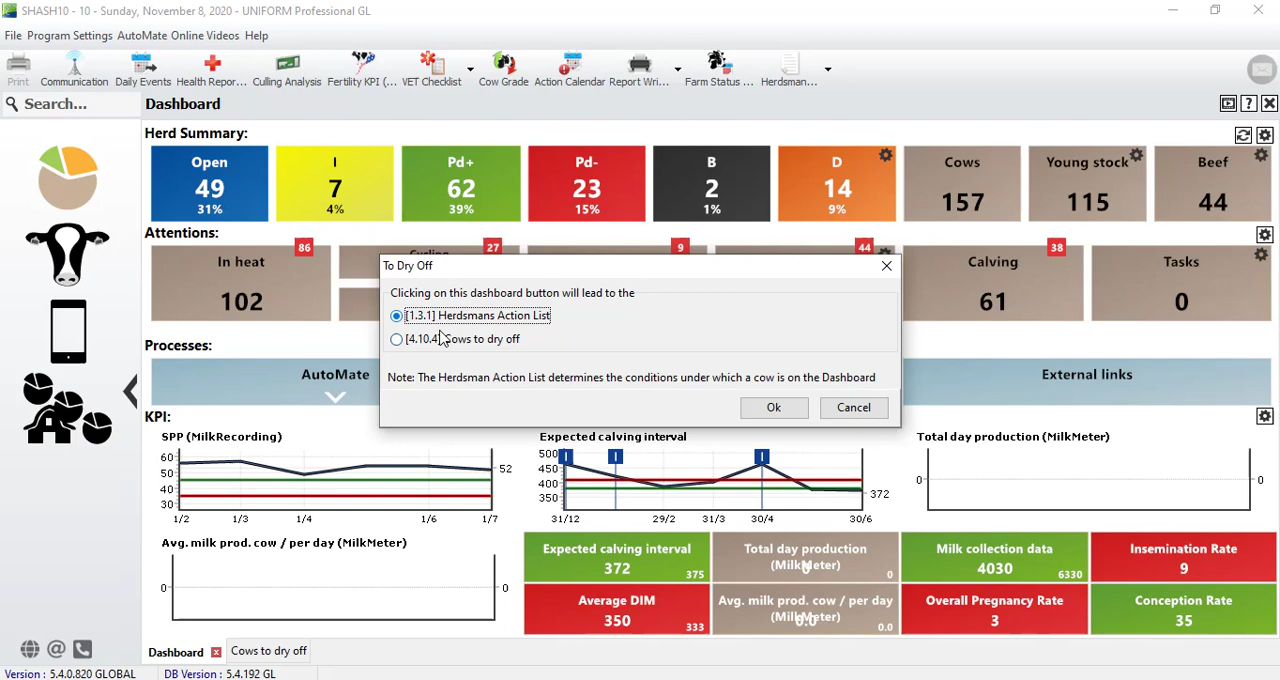 SHASH10 - 10 - Sunday, November 8, 2020 - UNIFORM Professional GL
File Program Settings AutoMate Online Videos Help
Print Communication Daily Events Health Repor... Culling Analysis Fertility KPI (... VET Checklist Cow Grade Action Calendar Report Wri... Farm Status ... Herdsman...
Search... Dashboard ?
Herd Summary:
Open I Pd+ Pd- B D Cows Young stock Beef
49 7 62 23 2 14 157 115 44
31% 4% 39% 15% 1% 9%
Attentions:
86 27 9 44 38
In heat Calving Tasks
102 61 0
To Dry Off
Clicking on this dashboard button will lead to the
[1.3.1] Herdsmans Action List
[4.10.4] Cows to dry off
Note: The Herdsman Action List determines the conditions under which a cow is on the Dashboard
Ok Cancel
Processes:
AutoMate External links
KPI:
SPP (MilkRecording)
60
50
40
30
52
1/2 1/3 1/4 1/6 1/7
Expected calving interval
500
450
400
350
I I I
372
31/12 29/2 31/3 30/4 30/6
Total day production (MilkMeter)
0 0
Avg. milk prod. cow / per day (MilkMeter)
0 0
Expected calving interval
372 375
Total day production
(MilkMeter)
0 0
Milk collection data
4030 6330
Insemination Rate
9
Average DIM
350 333
Avg. milk prod. cow / per day
(MilkMeter)
0.0 0.0
Overall Pregnancy Rate
3
Conception Rate
35
Dashboard Cows to dry off
Version : 5.4.0.820 GLOBAL DB Version : 5.4.192 GL